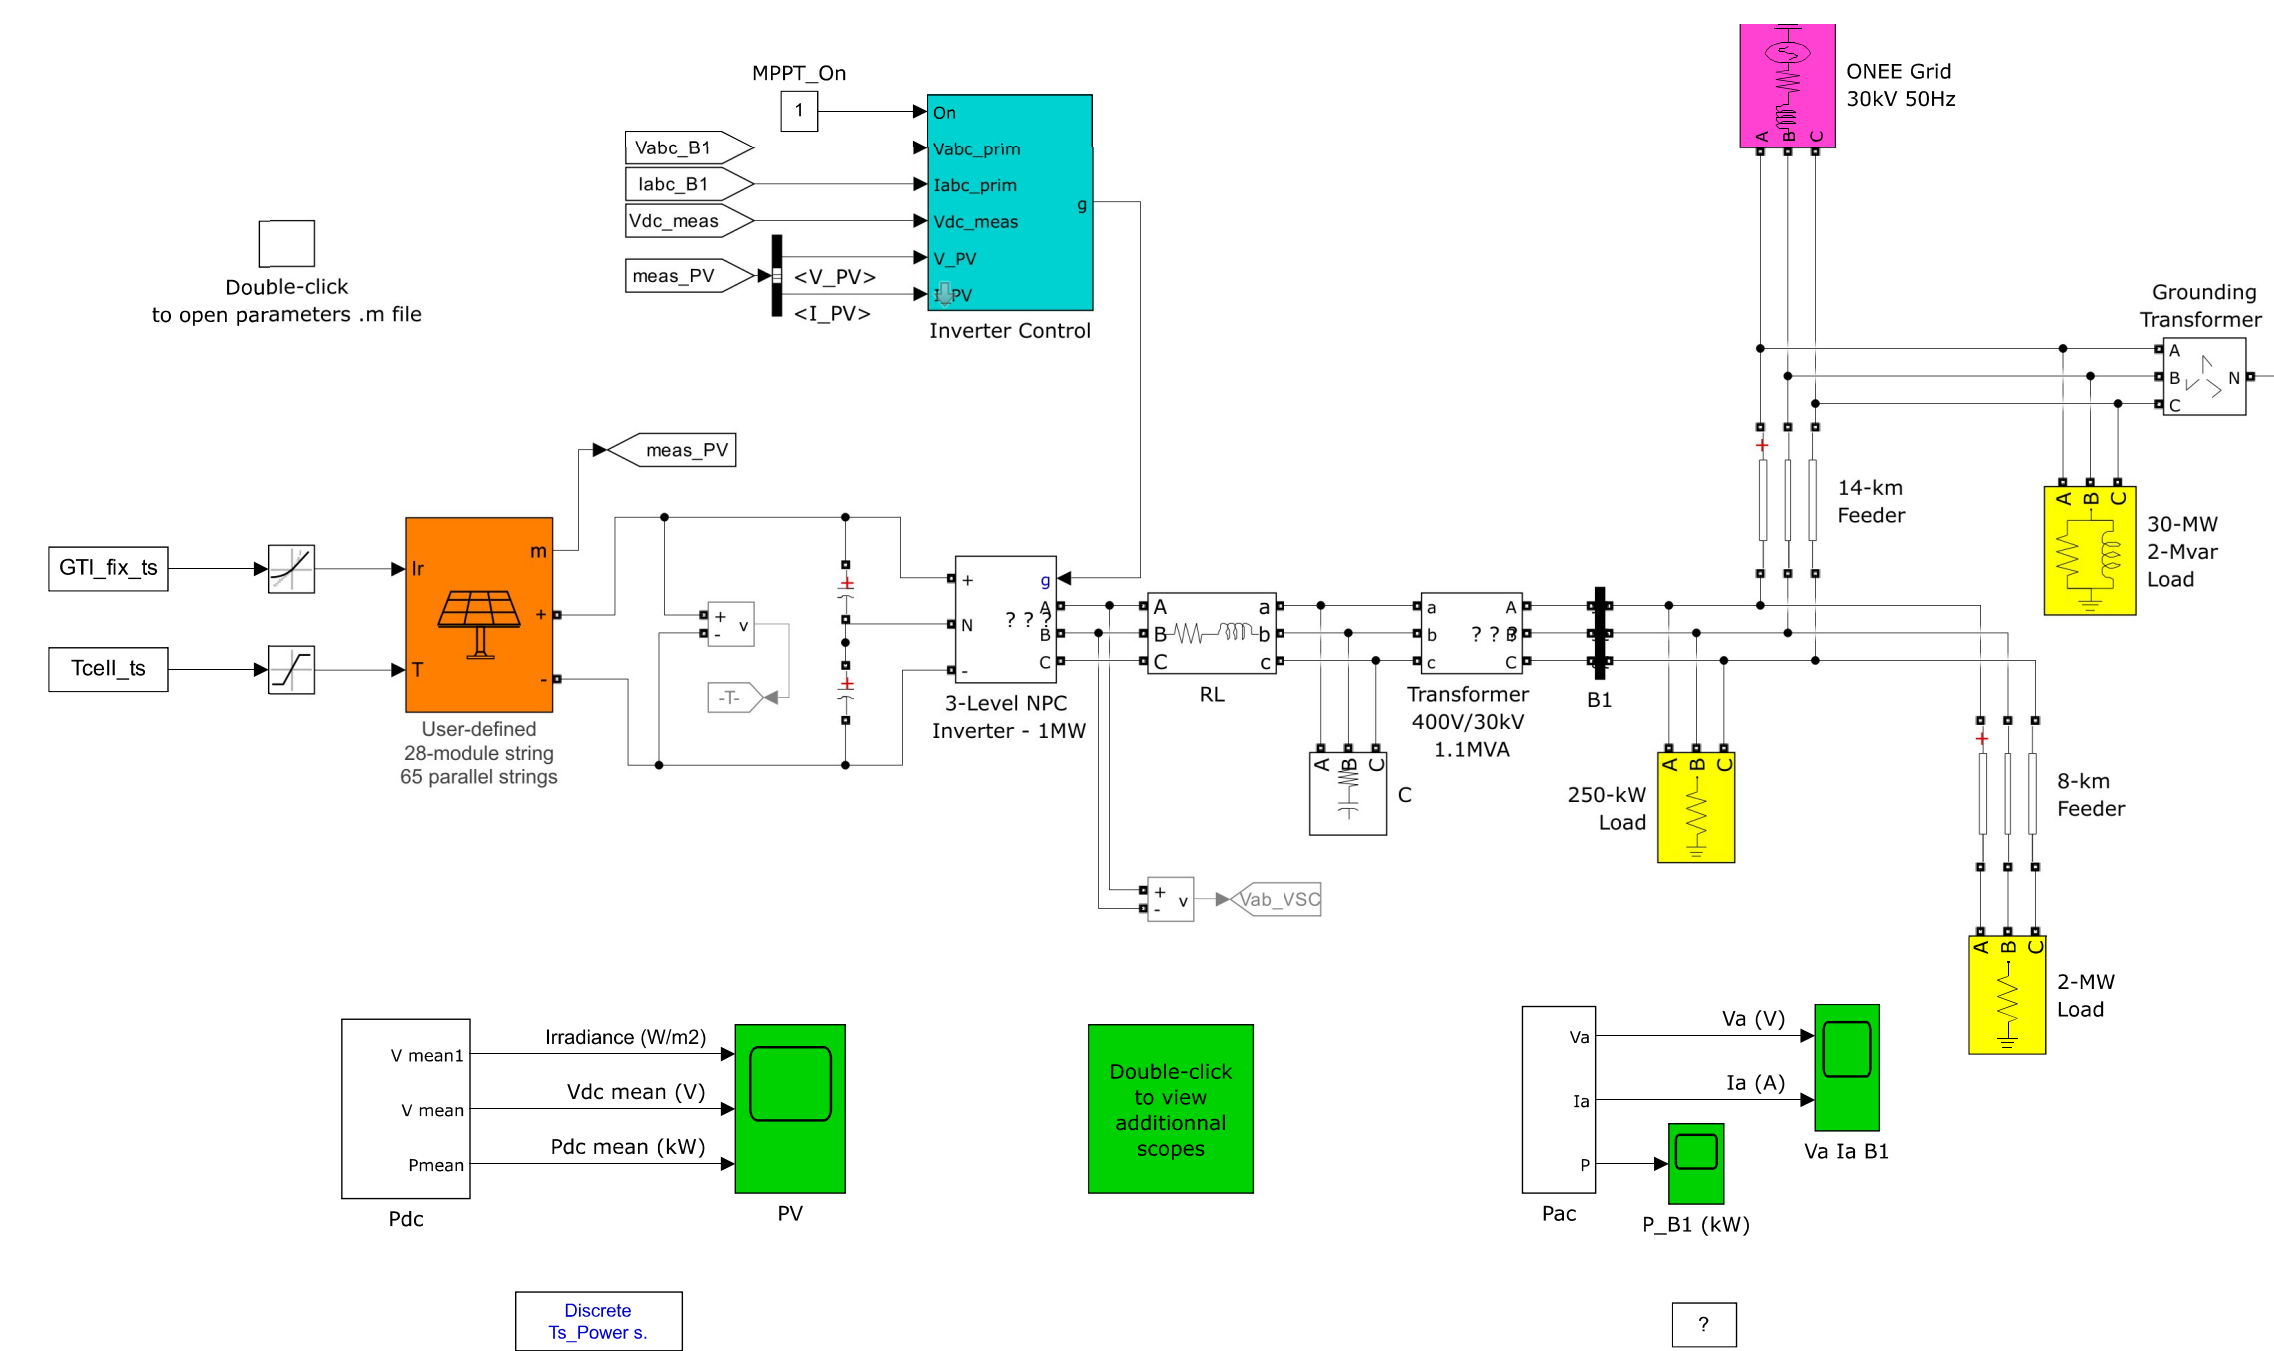 MPPT_On
1
On
Vabc_B1
Vabc_prim
Iabc_B1
Iabc_prim
Vdc_meas
Vdc_meas
g
meas_PV
<V_PV>
V_PV
<I_PV>
Inverter Control
Double-click
to open parameters .m file
ONEE Grid
30kV 50Hz
A
B
C
Grounding
Transformer
A
B
C
N
meas_PV
GTI_fix_ts
Tcell_ts
Ir
T
m
+
-
User-defined
28-module string
65 parallel strings
+
-
v
-T-
+
N
-
g
A
B
C
? ? ?
3-Level NPC
Inverter - 1MW
A
B
C
a
b
c
RL
a
b
c
A
B
C
? ? ?
Transformer
400V/30kV
1.1MVA
B1
14-km
Feeder
A
B
C
30-MW
2-Mvar
Load
A
B
C
C
A
B
C
250-kW
Load
8-km
Feeder
A
B
C
2-MW
Load
+
-
v
Vab_VSC
V mean1
V mean
Pmean
Pdc
Irradiance (W/m2)
Vdc mean (V)
Pdc mean (kW)
PV
Double-click
to view
additionnal
scopes
Va
Ia
P
Pac
Va (V)
Ia (A)
Va Ia B1
P_B1 (kW)
Discrete
Ts_Power s.
?